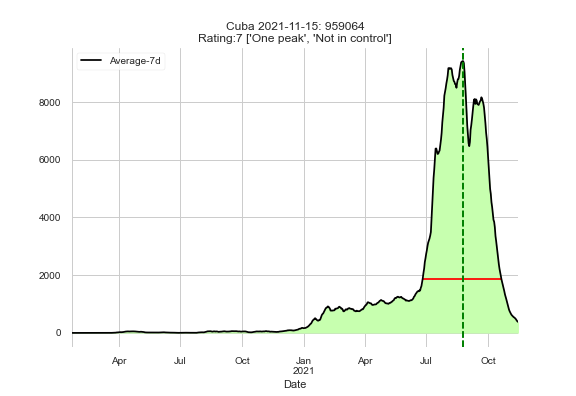 Cuba 2021-11-15: 959064
Rating:7 ['One peak', 'Not in control']
Average-7d
8000
6000
4000
2000
0
Apr Jul Oct Jan Apr Jul Oct
2021
Date